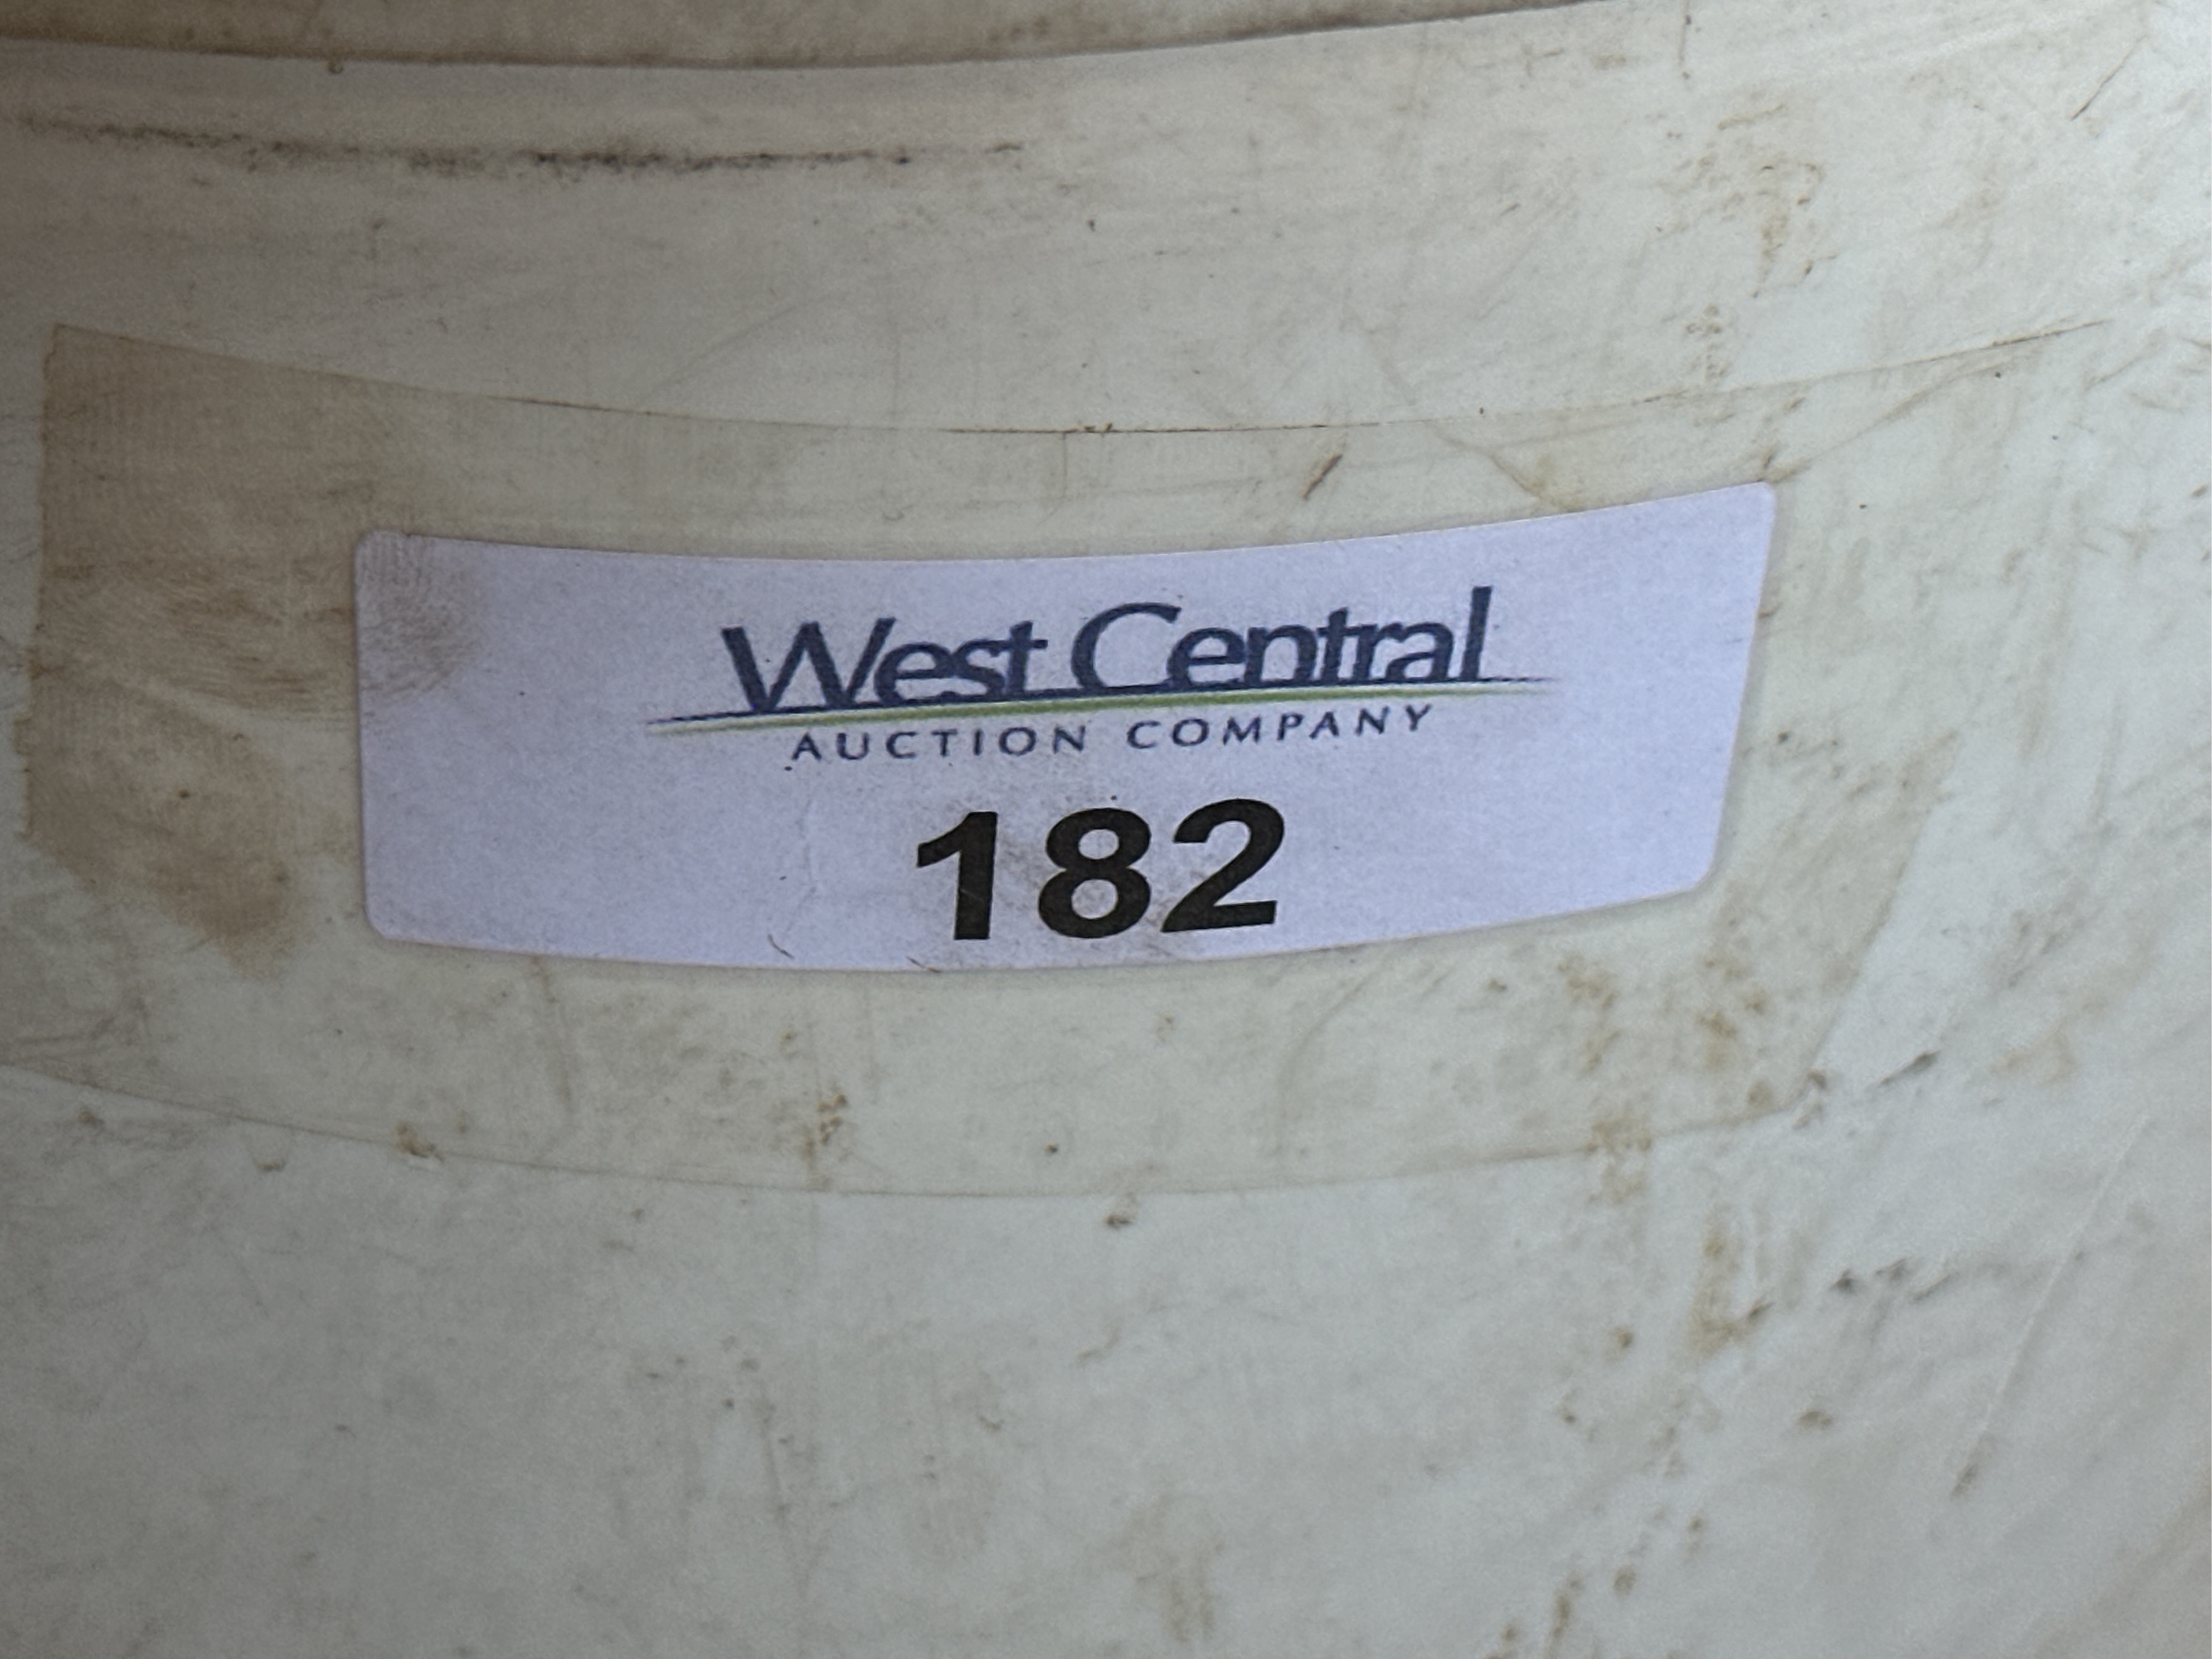 West Central
AUCTION COMPANY
182